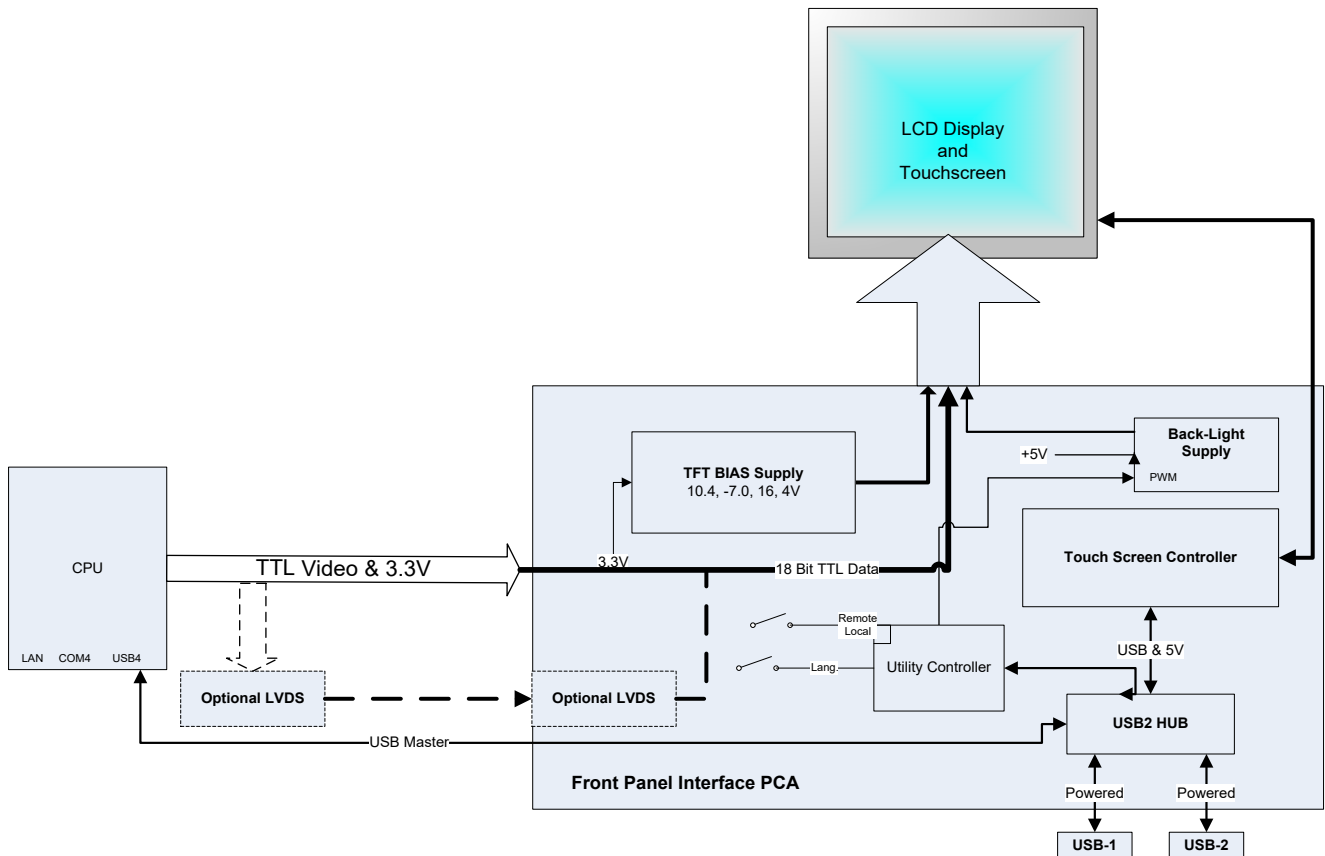 LCD Display
and
Touchscreen
Back-Light
Supply
+5V
PWM
TFT BIAS Supply
10.4, -7.0, 16, 4V
CPU
TTL Video & 3.3V
3.3V
18 Bit TTL Data
Touch Screen Controller
Remote
Local
LAN COM4 USB4
Lang.
Utility Controller
USB & 5V
Optional LVDS
Optional LVDS
USB2 HUB
USB Master
Front Panel Interface PCA
Powered
Powered
USB-1
USB-2